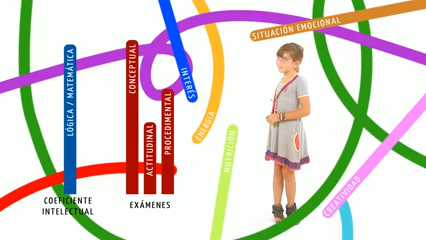 SITUACIÓN EMOCIONAL
LÓGICA / MATEMÁTICA
CONCEPTUAL
ACTITUDINAL
PROCEDIMENTAL
INTERÉS
ENERGÍA
NUTRICIÓN
CREATIVIDAD
COEFICIENTE
INTELECTUAL
EXÁMENES